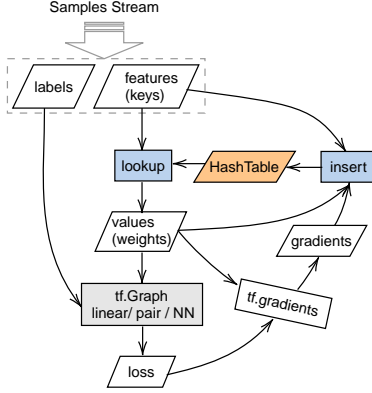 Samples Stream
labels
features
(keys)
lookup
HashTable
insert
values
(weights)
gradients
tf.Graph
linear/ pair / NN
tf.gradients
loss